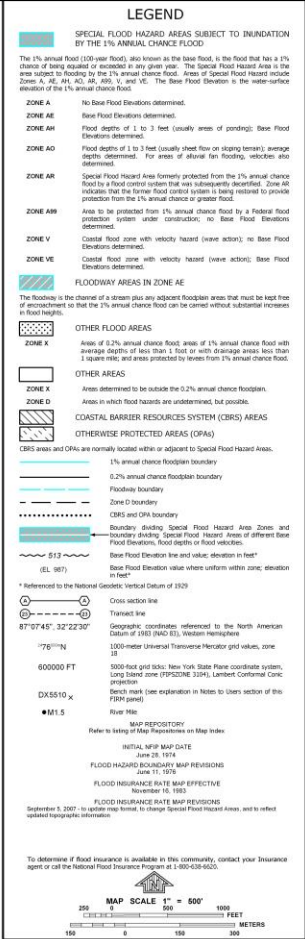 LEGEND
SPECIAL FLOOD HAZARD AREAS SUBJECT TO INUNDATION
BY THE 1% ANNUAL CHANCE FLOOD
The 1% annual flood (100-year flood), also known as the base flood, is the flood that has a 1%
chance of being equaled or exceeded in any given year. The Special Flood Hazard Area is the
area subject to flooding by the 1% annual chance flood. Areas of Special Flood Hazard include
Zones A, AE, AH, AO, AR, A99, V, and VE. The Base Flood Elevation is the water-surface
elevation of the 1% annual chance flood.
ZONE A No Base Flood Elevations determined.
ZONE AE Base Flood Elevations determined.
ZONE AH Flood depths of 1 to 3 feet (usually areas of ponding); Base Flood
Elevations determined.
ZONE AO Flood depths of 1 to 3 feet (usually sheet flow on sloping terrain); average
depths determined. For areas of alluvial fan flooding, velocities also
determined.
ZONE AR Special Flood Hazard Area formerly protected from the 1% annual chance
flood by a flood control system that was subsequently decertified. Zone AR
indicates that the former flood control system is being restored to provide
protection from the 1% annual chance or greater flood.
ZONE A99 Area to be protected from 1% annual chance flood by a Federal flood
protection system under construction; no Base Flood Elevations
determined.
ZONE V Coastal flood zone with velocity hazard (wave action); no Base Flood
Elevations determined.
ZONE VE Coastal flood zone with velocity hazard (wave action); Base Flood
Elevations determined.
FLOODWAY AREAS IN ZONE AE
The floodway is the channel of a stream plus any adjacent floodplain areas that must be kept free
of encroachment so that the 1% annual chance flood can be carried without substantial increases
in flood heights.
OTHER FLOOD AREAS
ZONE X Areas of 0.2% annual chance flood; areas of 1% annual chance flood with
average depths of less than 1 foot or with drainage areas less than
1 square mile; and areas protected by levees from 1% annual chance flood.
OTHER AREAS
ZONE X Areas determined to be outside the 0.2% annual chance floodplain.
ZONE D Areas in which flood hazards are undetermined, but possible.
COASTAL BARRIER RESOURCES SYSTEM (CBRS) AREAS
OTHERWISE PROTECTED AREAS (OPAs)
CBRS areas and OPAs are normally located within or adjacent to Special Flood Hazard Areas.
1% annual chance floodplain boundary
0.2% annual chance floodplain boundary
Floodway boundary
Zone D boundary
CBRS and OPA boundary
Boundary dividing Special Flood Hazard Area Zones and
boundary dividing Special Flood Hazard Areas of different Base
Flood Elevations, flood depths or flood velocities.
513 Base Flood Elevation line and value; elevation in feet*
(EL 987) Base Flood Elevation value where uniform within zone; elevation
in feet*
* Referenced to the National Geodetic Vertical Datum of 1929
A A Cross section line
23 23 Transect line
87°07'45", 32°22'30" Geographic coordinates referenced to the North American
Datum of 1983 (NAD 83), Western Hemisphere
76 N 1000-meter Universal Transverse Mercator grid values, zone
18
600000 FT 5000-foot grid ticks: New York State Plane coordinate system,
Long Island zone (FIPSZONE 3104), Lambert Conformal Conic
projection
DX5510 x Bench mark (see explanation in Notes to Users section of this
FIRM panel)
●M1.5 River Mile
MAP REPOSITORY
Refer to listing of Map Repositories on Map Index
INITIAL NFIP MAP DATE
June 28, 1974
FLOOD HAZARD BOUNDARY MAP REVISIONS
June 11, 1976
FLOOD INSURANCE RATE MAP EFFECTIVE
November 16, 1983
FLOOD INSURANCE RATE MAP REVISIONS
September 5, 2007 - to update map format, to change Special Flood Hazard Areas, and to reflect
updated topographic information
To determine if flood insurance is available in this community, contact your Insurance
agent or call the National Flood Insurance Program at 1-800-638-6620.
MAP SCALE 1" = 500'
250 0 500 1000
FEET
METERS
150 0 150 300